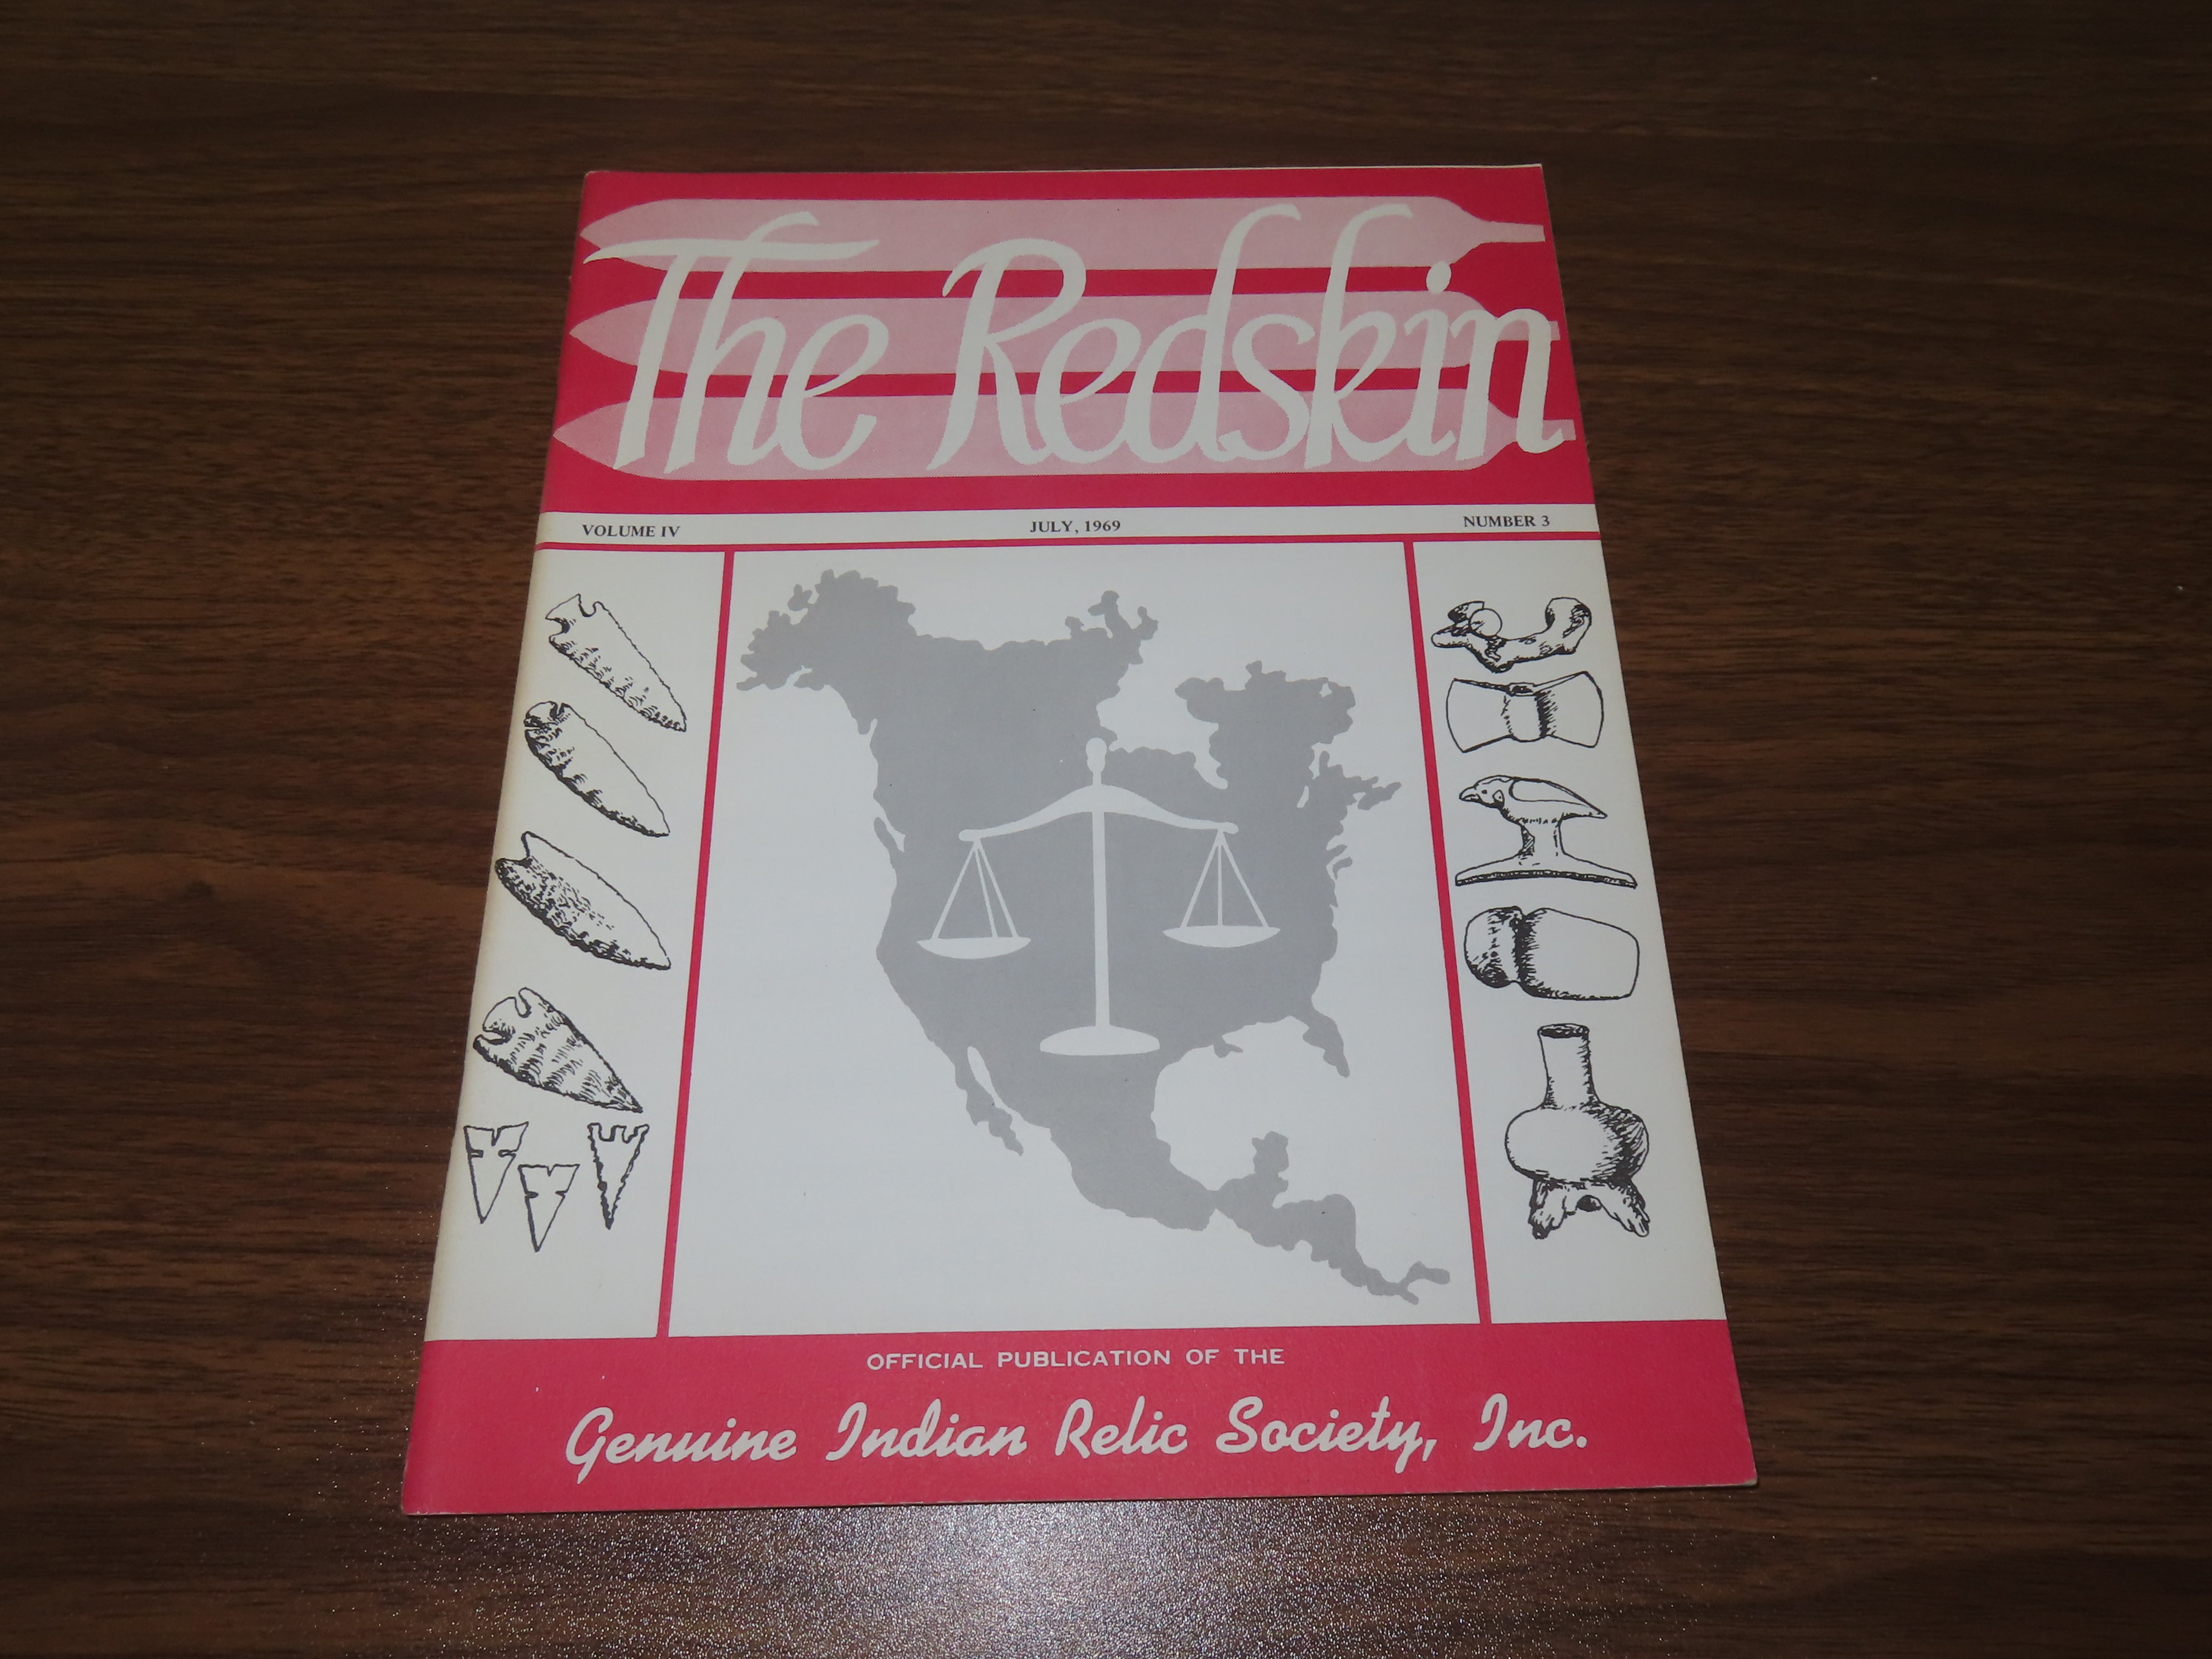 The Redskin
VOLUME IV JULY, 1969 NUMBER 3
OFFICIAL PUBLICATION OF THE
Genuine Indian Relic Society, Inc.